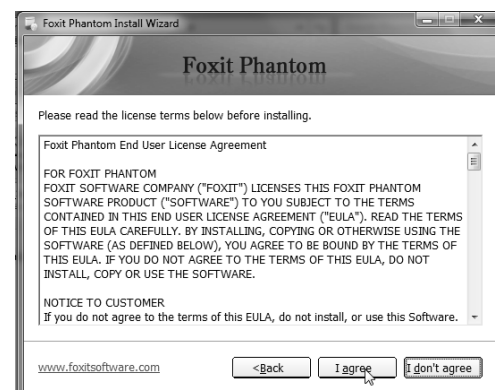 Foxit Phantom Install Wizard
Foxit Phantom
Please read the license terms below before installing.
Foxit Phantom End User License Agreement
FOR FOXIT PHANTOM
FOXIT SOFTWARE COMPANY ("FOXIT") LICENSES THIS FOXIT PHANTOM
SOFTWARE PRODUCT ("SOFTWARE") TO YOU SUBJECT TO THE TERMS
CONTAINED IN THIS END USER LICENSE AGREEMENT ("EULA"). READ THE TERMS
OF THIS EULA CAREFULLY. BY INSTALLING, COPYING OR OTHERWISE USING THE
SOFTWARE (AS DEFINED BELOW), YOU AGREE TO BE BOUND BY THE TERMS OF
THIS EULA. IF YOU DO NOT AGREE TO THE TERMS OF THIS EULA, DO NOT
INSTALL, COPY OR USE THE SOFTWARE.
NOTICE TO CUSTOMER
If you do not agree to the terms of this EULA, do not install, or use this Software.
www.foxitsoftware.com <Back I agree I don't agree